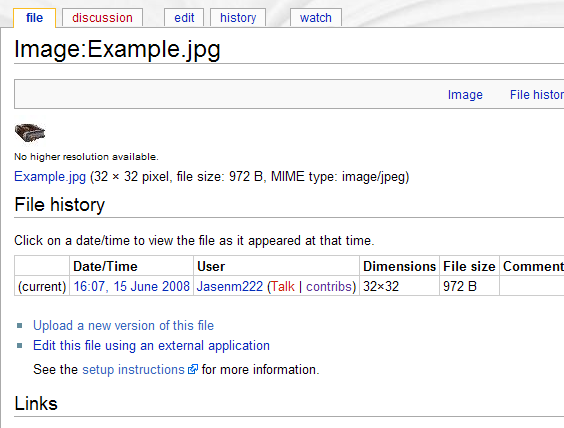 file discussion edit history watch
Image:Example.jpg
Image File histor
No higher resolution available.
Example.jpg (32 × 32 pixel, file size: 972 B, MIME type: image/jpeg)
File history
Click on a date/time to view the file as it appeared at that time.
Date/Time User Dimensions File size Comment
(current) 16:07, 15 June 2008 Jasenm222 (Talk | contribs) 32×32 972 B
Upload a new version of this file
Edit this file using an external application
See the setup instructions for more information.
Links